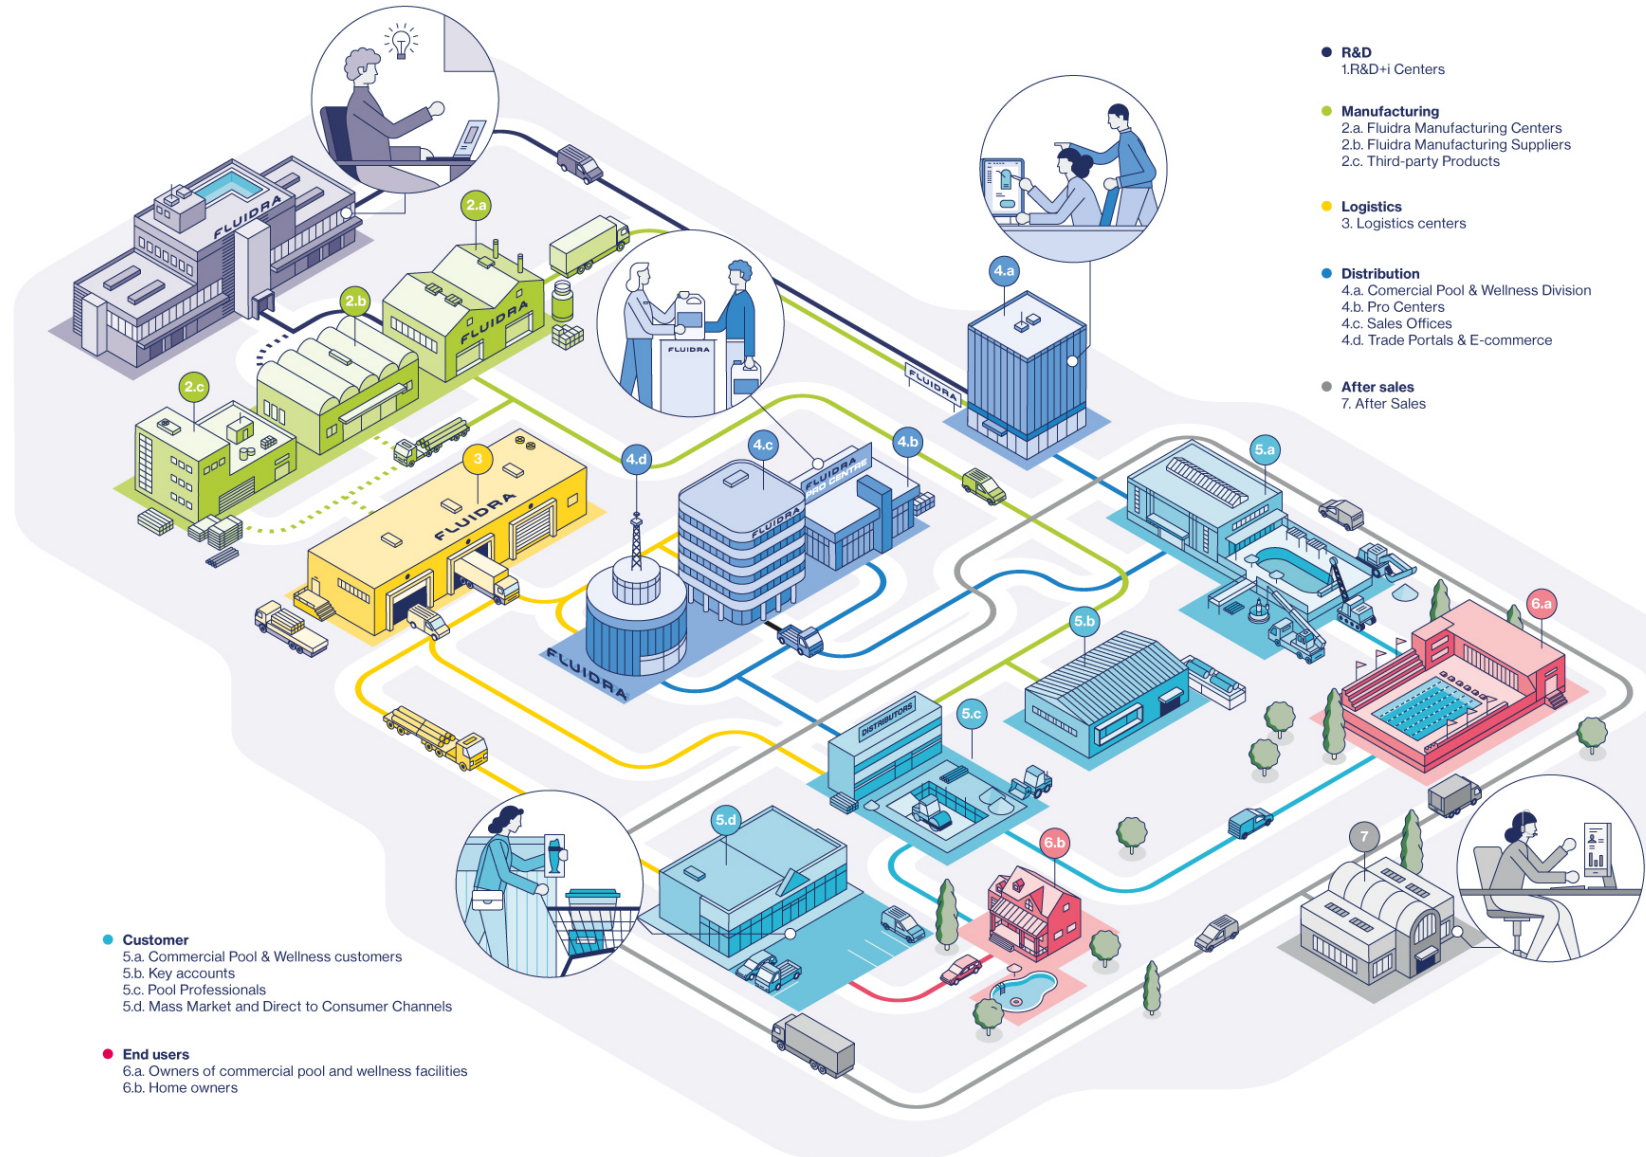 R&D
1.R&D+i Centers
Manufacturing
2.a. Fluidra Manufacturing Centers
2.b. Fluidra Manufacturing Suppliers
2.c. Third-party Products
Logistics
3. Logistics centers
Distribution
4.a. Comercial Pool & Wellness Division
4.b. Pro Centers
4.c. Sales Offices
4.d. Trade Portals & E-commerce
After sales
7. After Sales
FLUIDRA
2.a
2.b
FLUIDRA
2.c
FLUIDRA
4.a
FLUIDRA
3
FLUIDRA
4.d
4.c
4.b
FLUIDRA
PRO CENTRE
FLUIDRA
FLUIDRA
5.a
5.b
6.a
5.c
DISTRIBUTORS
5.d
6.b
7
Customer
5.a. Commercial Pool & Wellness customers
5.b. Key accounts
5.c. Pool Professionals
5.d. Mass Market and Direct to Consumer Channels
End users
6.a. Owners of commercial pool and wellness facilities
6.b. Home owners